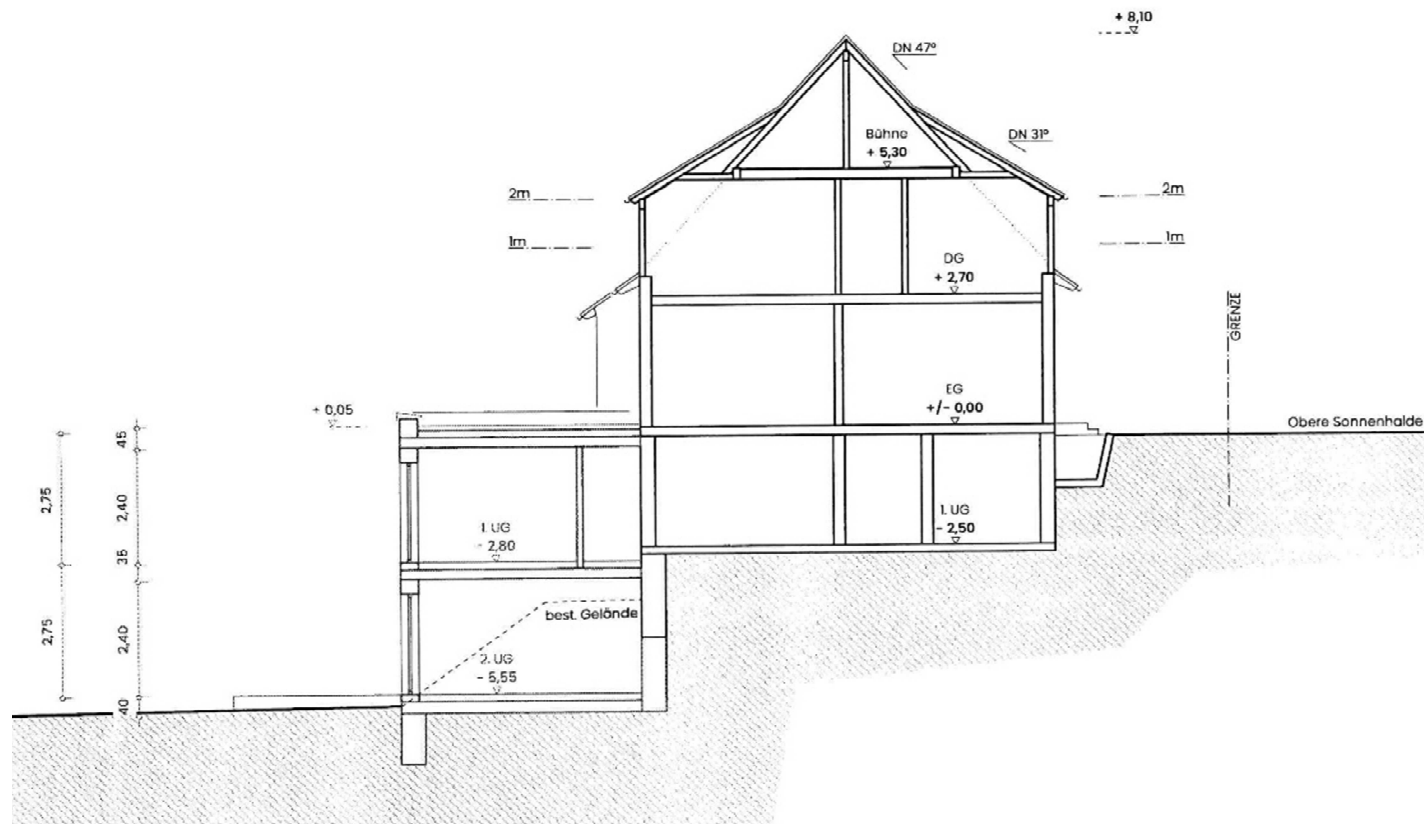 + 8,10
DN 47°
Bühne
+ 5,30
DN 31°
2m
2m
1m
1m
DG
+ 2,70
GRENZE
EG
+/- 0,00
+ 0,05
Obere Sonnenhalde
45
2,75
2,40
1. UG
- 2,80
1. UG
- 2,50
35
best. Gelände
2,75
2,40
2. UG
- 5,55
40